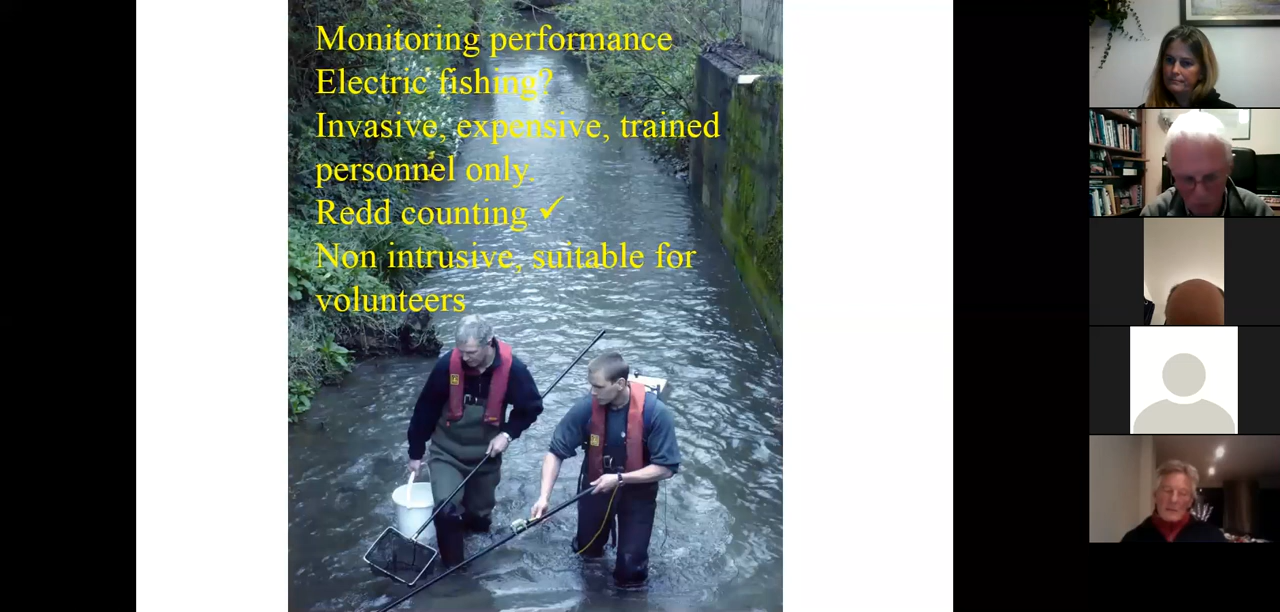 Monitoring performance
Electric fishing?
Invasive, expensive, trained
personnel only.
Redd counting ✓
Non intrusive, suitable for
volunteers